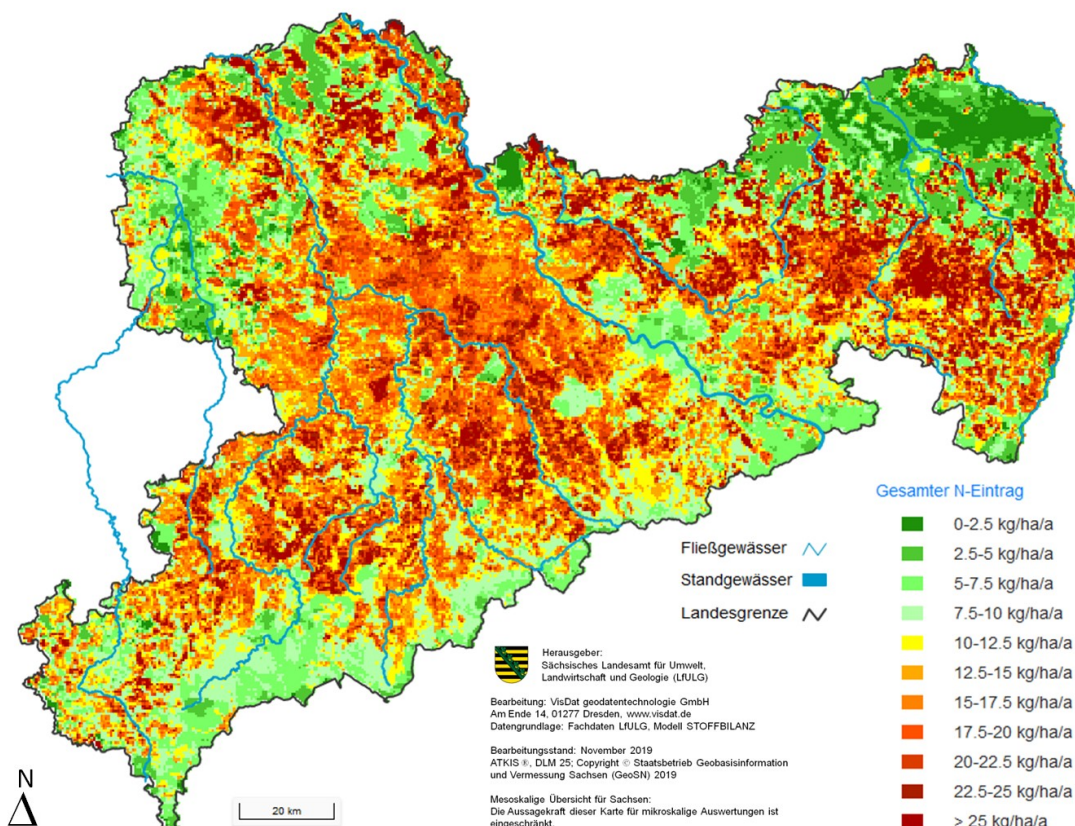 Gesamter N-Eintrag
0-2.5 kg/ha/a
2.5-5 kg/ha/a
5-7.5 kg/ha/a
7.5-10 kg/ha/a
10-12.5 kg/ha/a
12.5-15 kg/ha/a
15-17.5 kg/ha/a
17.5-20 kg/ha/a
20-22.5 kg/ha/a
22.5-25 kg/ha/a
> 25 kg/ha/a
Fließgewässer
Standgewässer
Landesgrenze
Herausgeber:
Sächsisches Landesamt für Umwelt,
Landwirtschaft und Geologie (LfULG)
Bearbeitung: VisDat geodatentechnologie GmbH
Am Ende 14, 01277 Dresden, www.visdat.de
Datengrundlage: Fachdaten LfULG, Modell STOFFBILANZ
Bearbeitungsstand: November 2019
ATKIS ®, DLM 25; Copyright © Staatsbetrieb Geobasisinformation
und Vermessung Sachsen (GeoSN) 2019
Mesoskalige Übersicht für Sachsen:
Die Aussagekraft dieser Karte für mikroskalige Auswertungen ist
eingeschränkt.
N
20 km